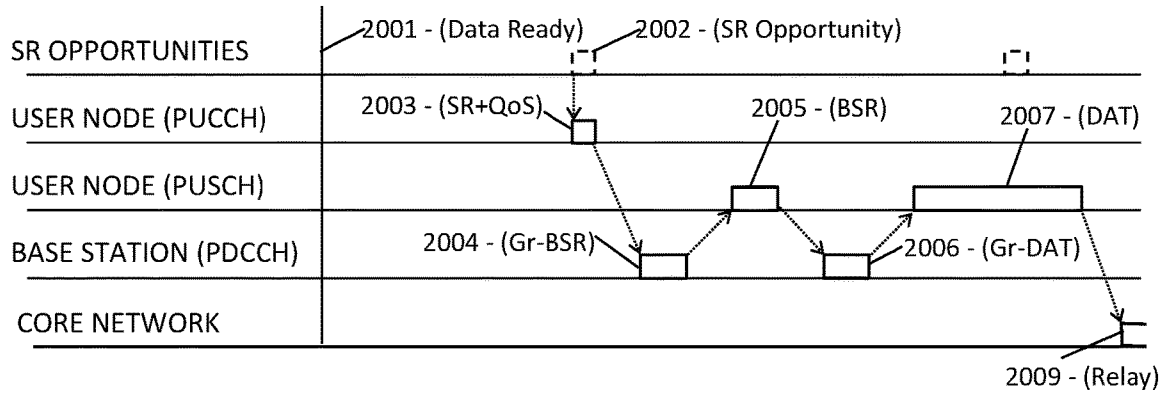 2001 - (Data Ready) 2002 - (SR Opportunity)
SR OPPORTUNITIES
2003 - (SR+QoS) 2005 - (BSR)
USER NODE (PUCCH) 2007 - (DAT)
USER NODE (PUSCH)
2004 - (Gr-BSR) 2006 - (Gr-DAT)
BASE STATION (PDCCH)
CORE NETWORK
2009 - (Relay)